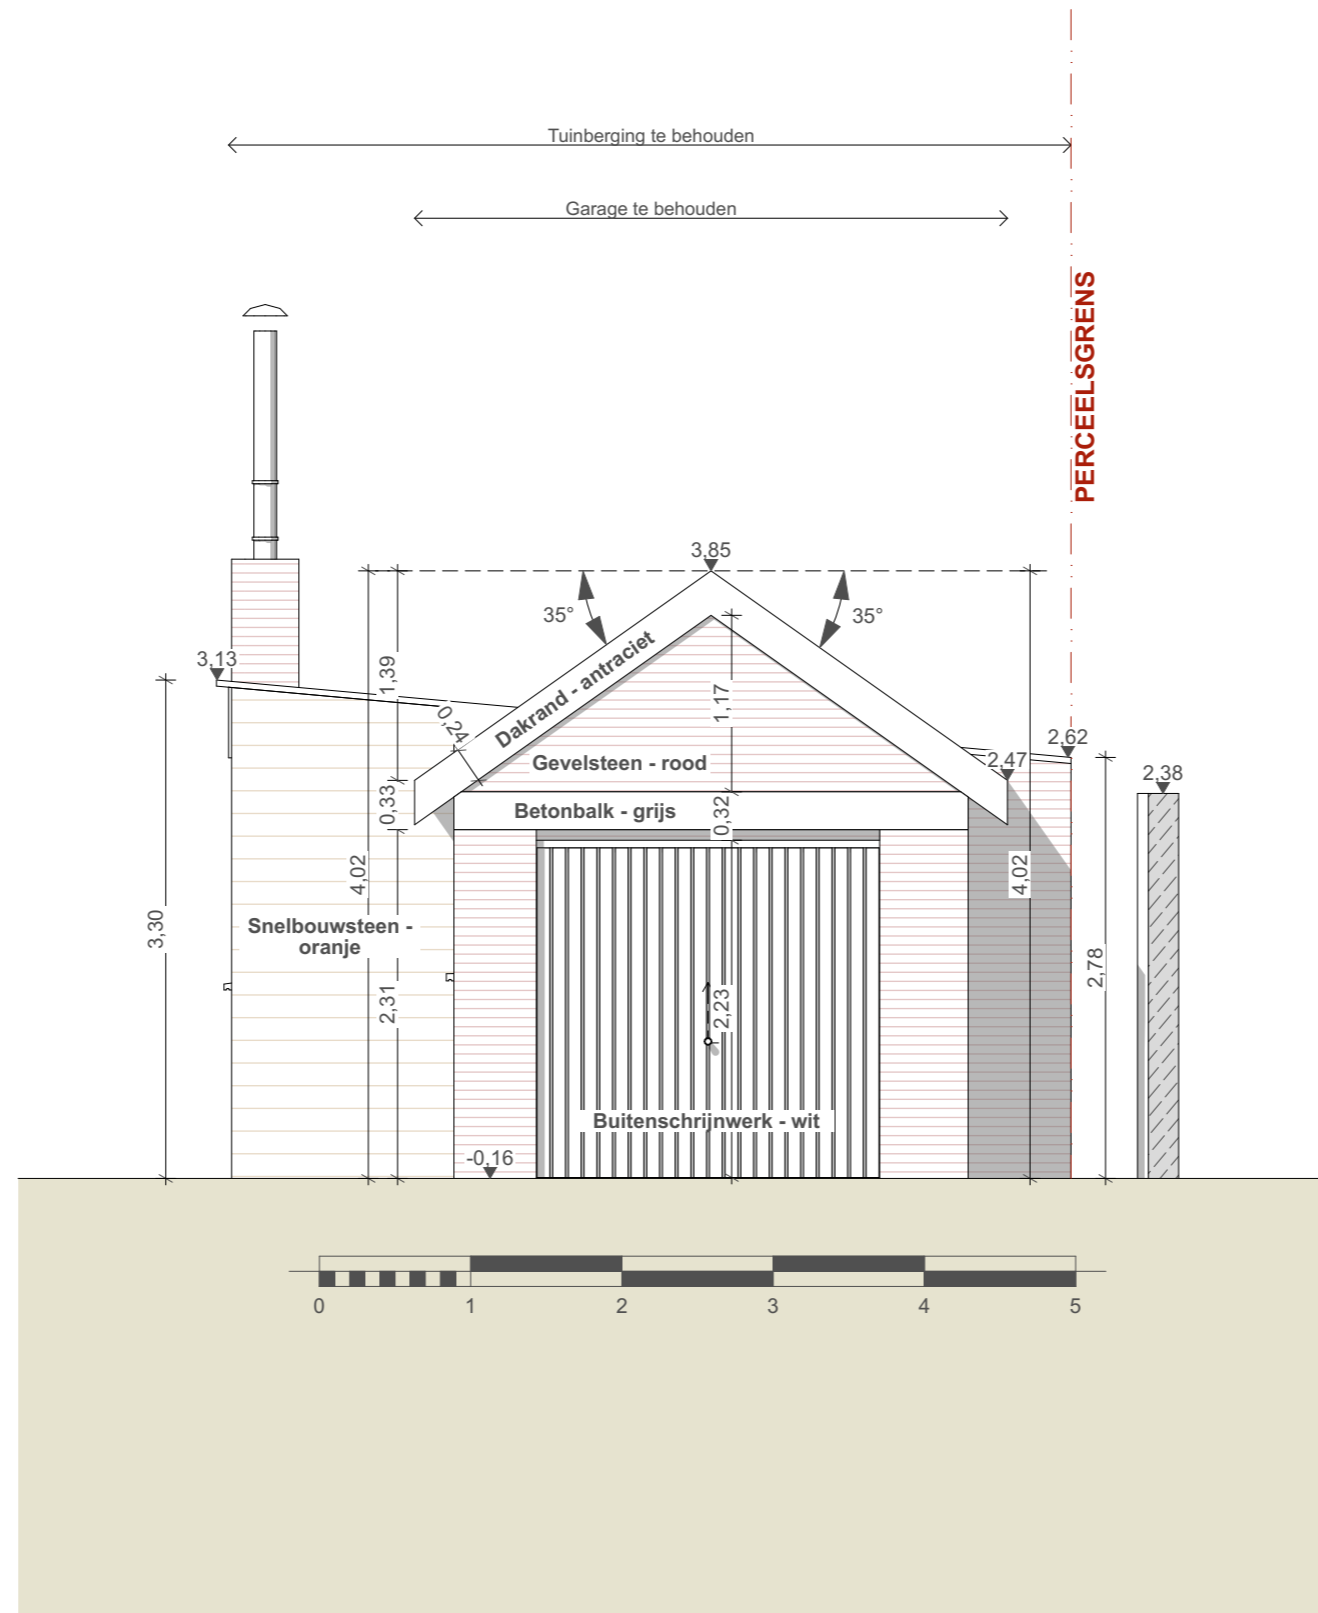 Tuinberging te behouden
Garage te behouden
PERCEELSGRENS
3,85
35°
35°
3,13
1,39
0,24
Dakrand - antraciet
1,17
2,62
2,47
Gevelsteen - rood
2,38
0,33
Betonbalk - grijs
0,32
4,02
4,02
3,30
Snelbouwsteen -
oranje
2,78
2,31
2,23
Buitenschrijnwerk - wit
-0,16
0 1 2 3 4 5